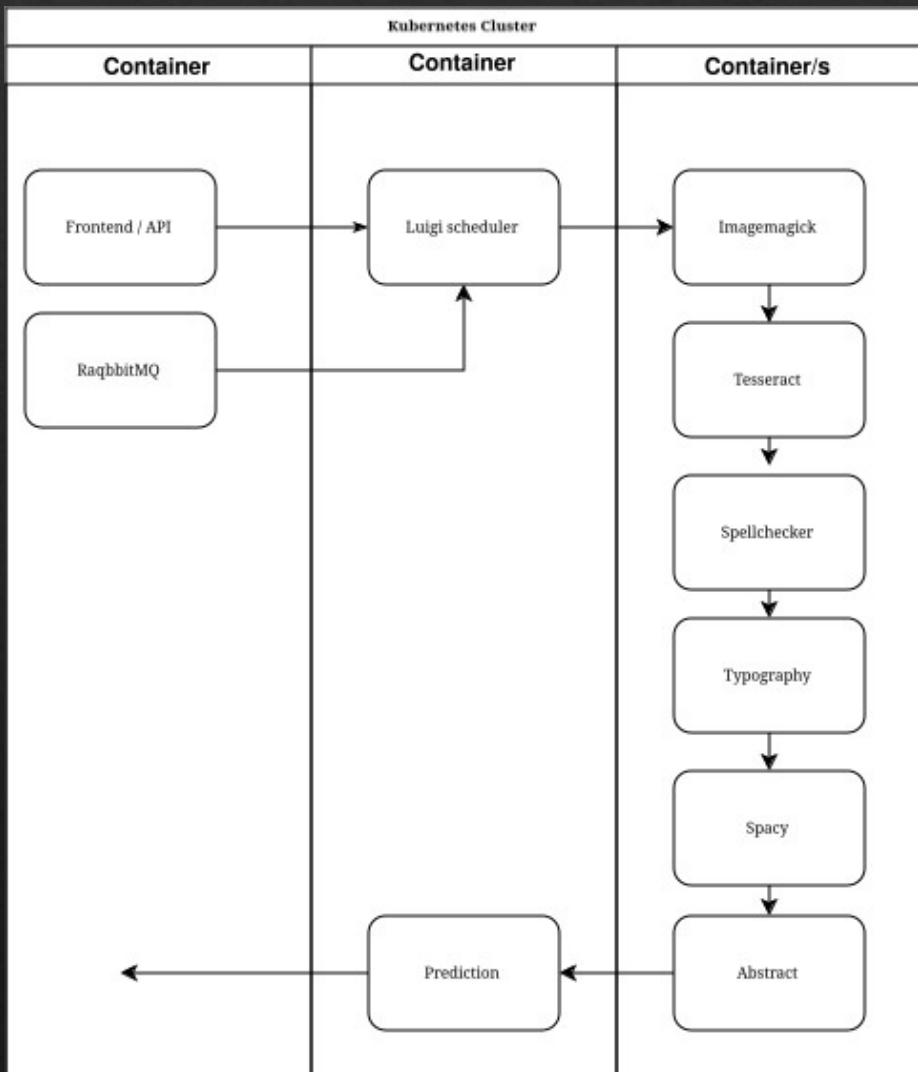 Kubernetes Cluster
Container
Container
Container/s
Frontend / API
Luigi scheduler
Imagemagick
RaqbbitMQ
Tesseract
Spellchecker
Typography
Spacy
Prediction
Abstract